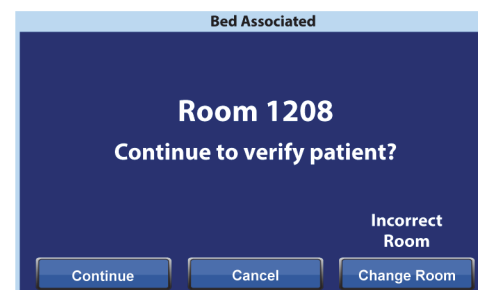 Bed Associated
Room 1208
Continue to verify patient?
Incorrect
Room
Continue
Cancel
Change Room